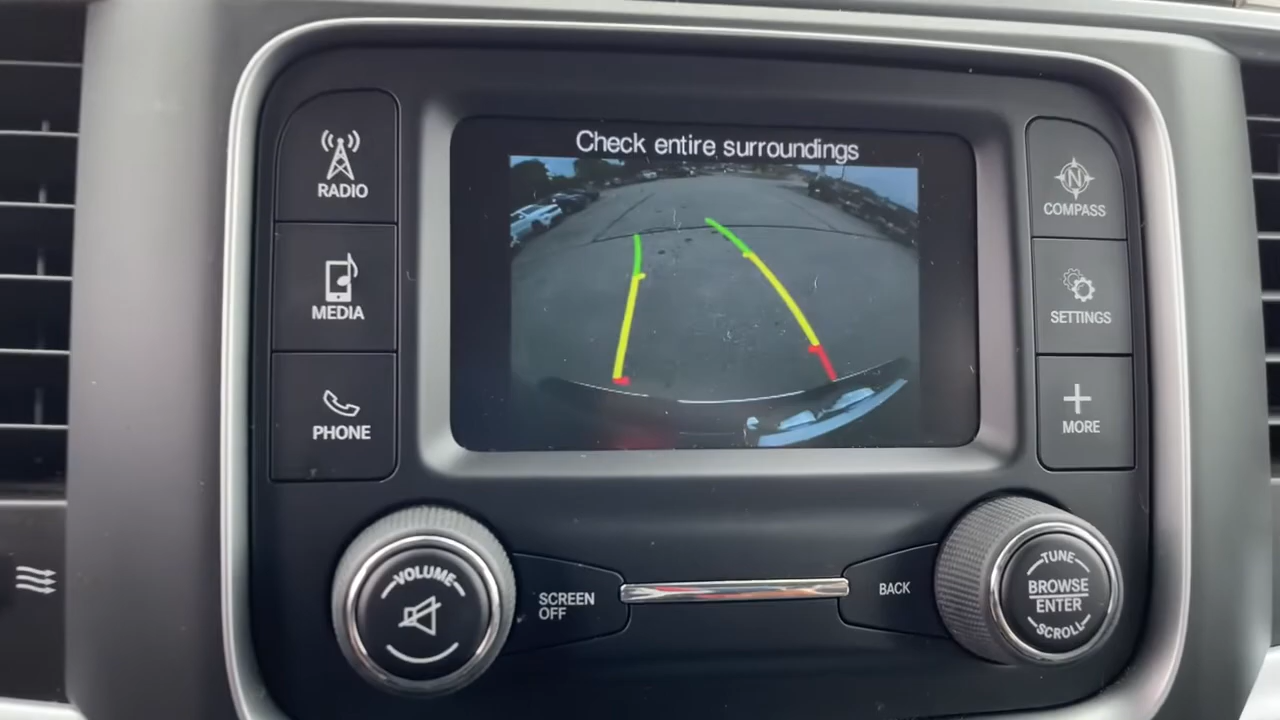 Check entire surroundings
RADIO
MEDIA
PHONE
N
COMPASS
SETTINGS
MORE
VOLUME
SCREEN
OFF
BACK
TUNE
BROWSE
ENTER
SCROLL